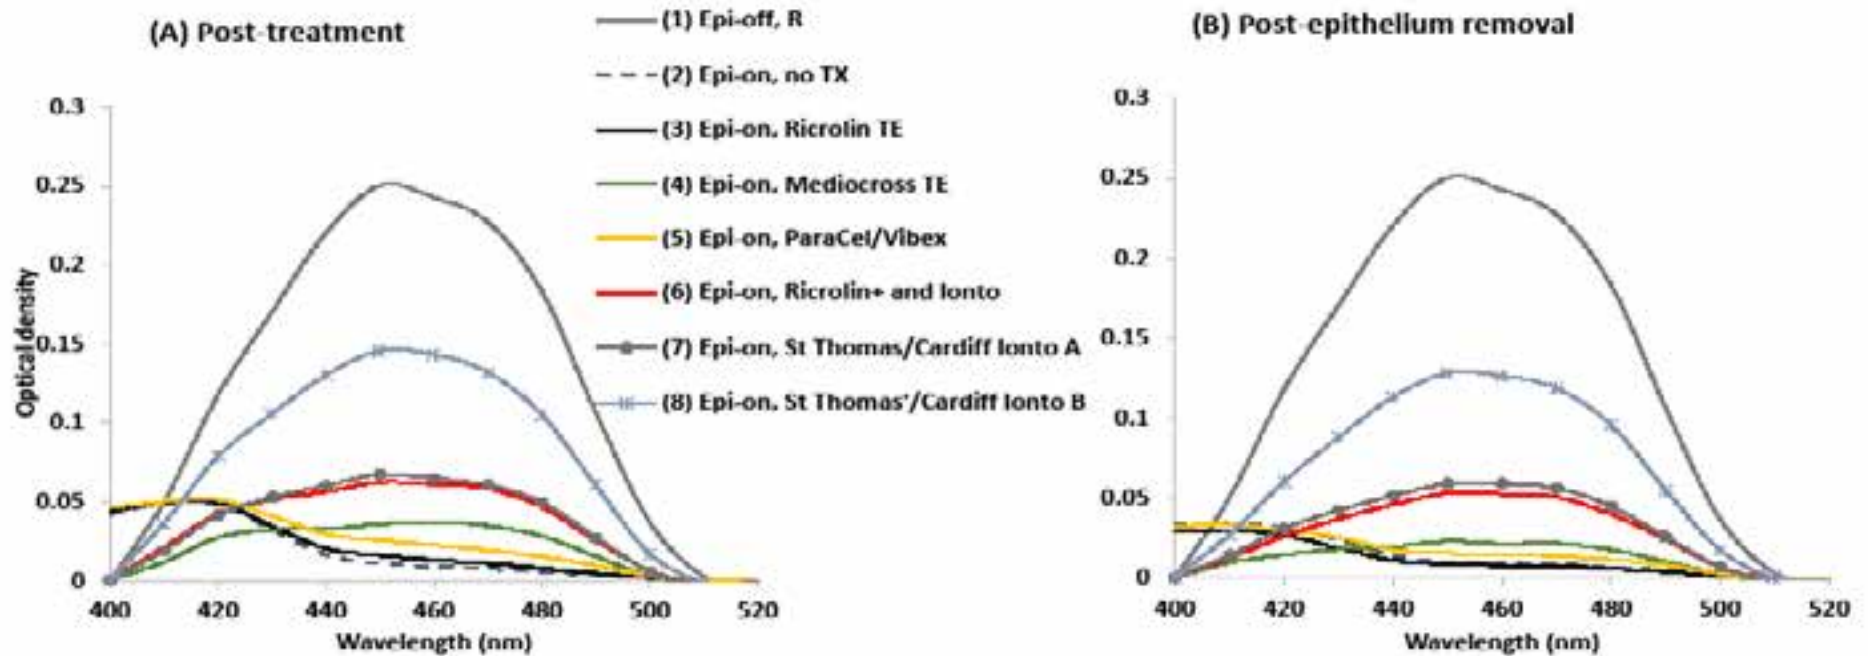 (A) Post-treatment
0.3
0.25
0.2
0.15
0.1
0.05
0
Optical density
400 420 440 460 480 500 520
Wavelength (nm)
(1) Epi-off, R
(2) Epi-on, no TX
(3) Epi-on, Ricrolin TE
(4) Epi-on, Mediocross TE
(5) Epi-on, ParaCel/Vibex
(6) Epi-on, Ricrolin+ and Ionto
(7) Epi-on, St Thomas/Cardiff Ionto A
(8) Epi-on, St Thomas'/Cardiff Ionto B
(B) Post-epithelium removal
0.3
0.25
0.2
0.15
0.1
0.05
0
400 420 440 460 480 500 520
Wavelength (nm)